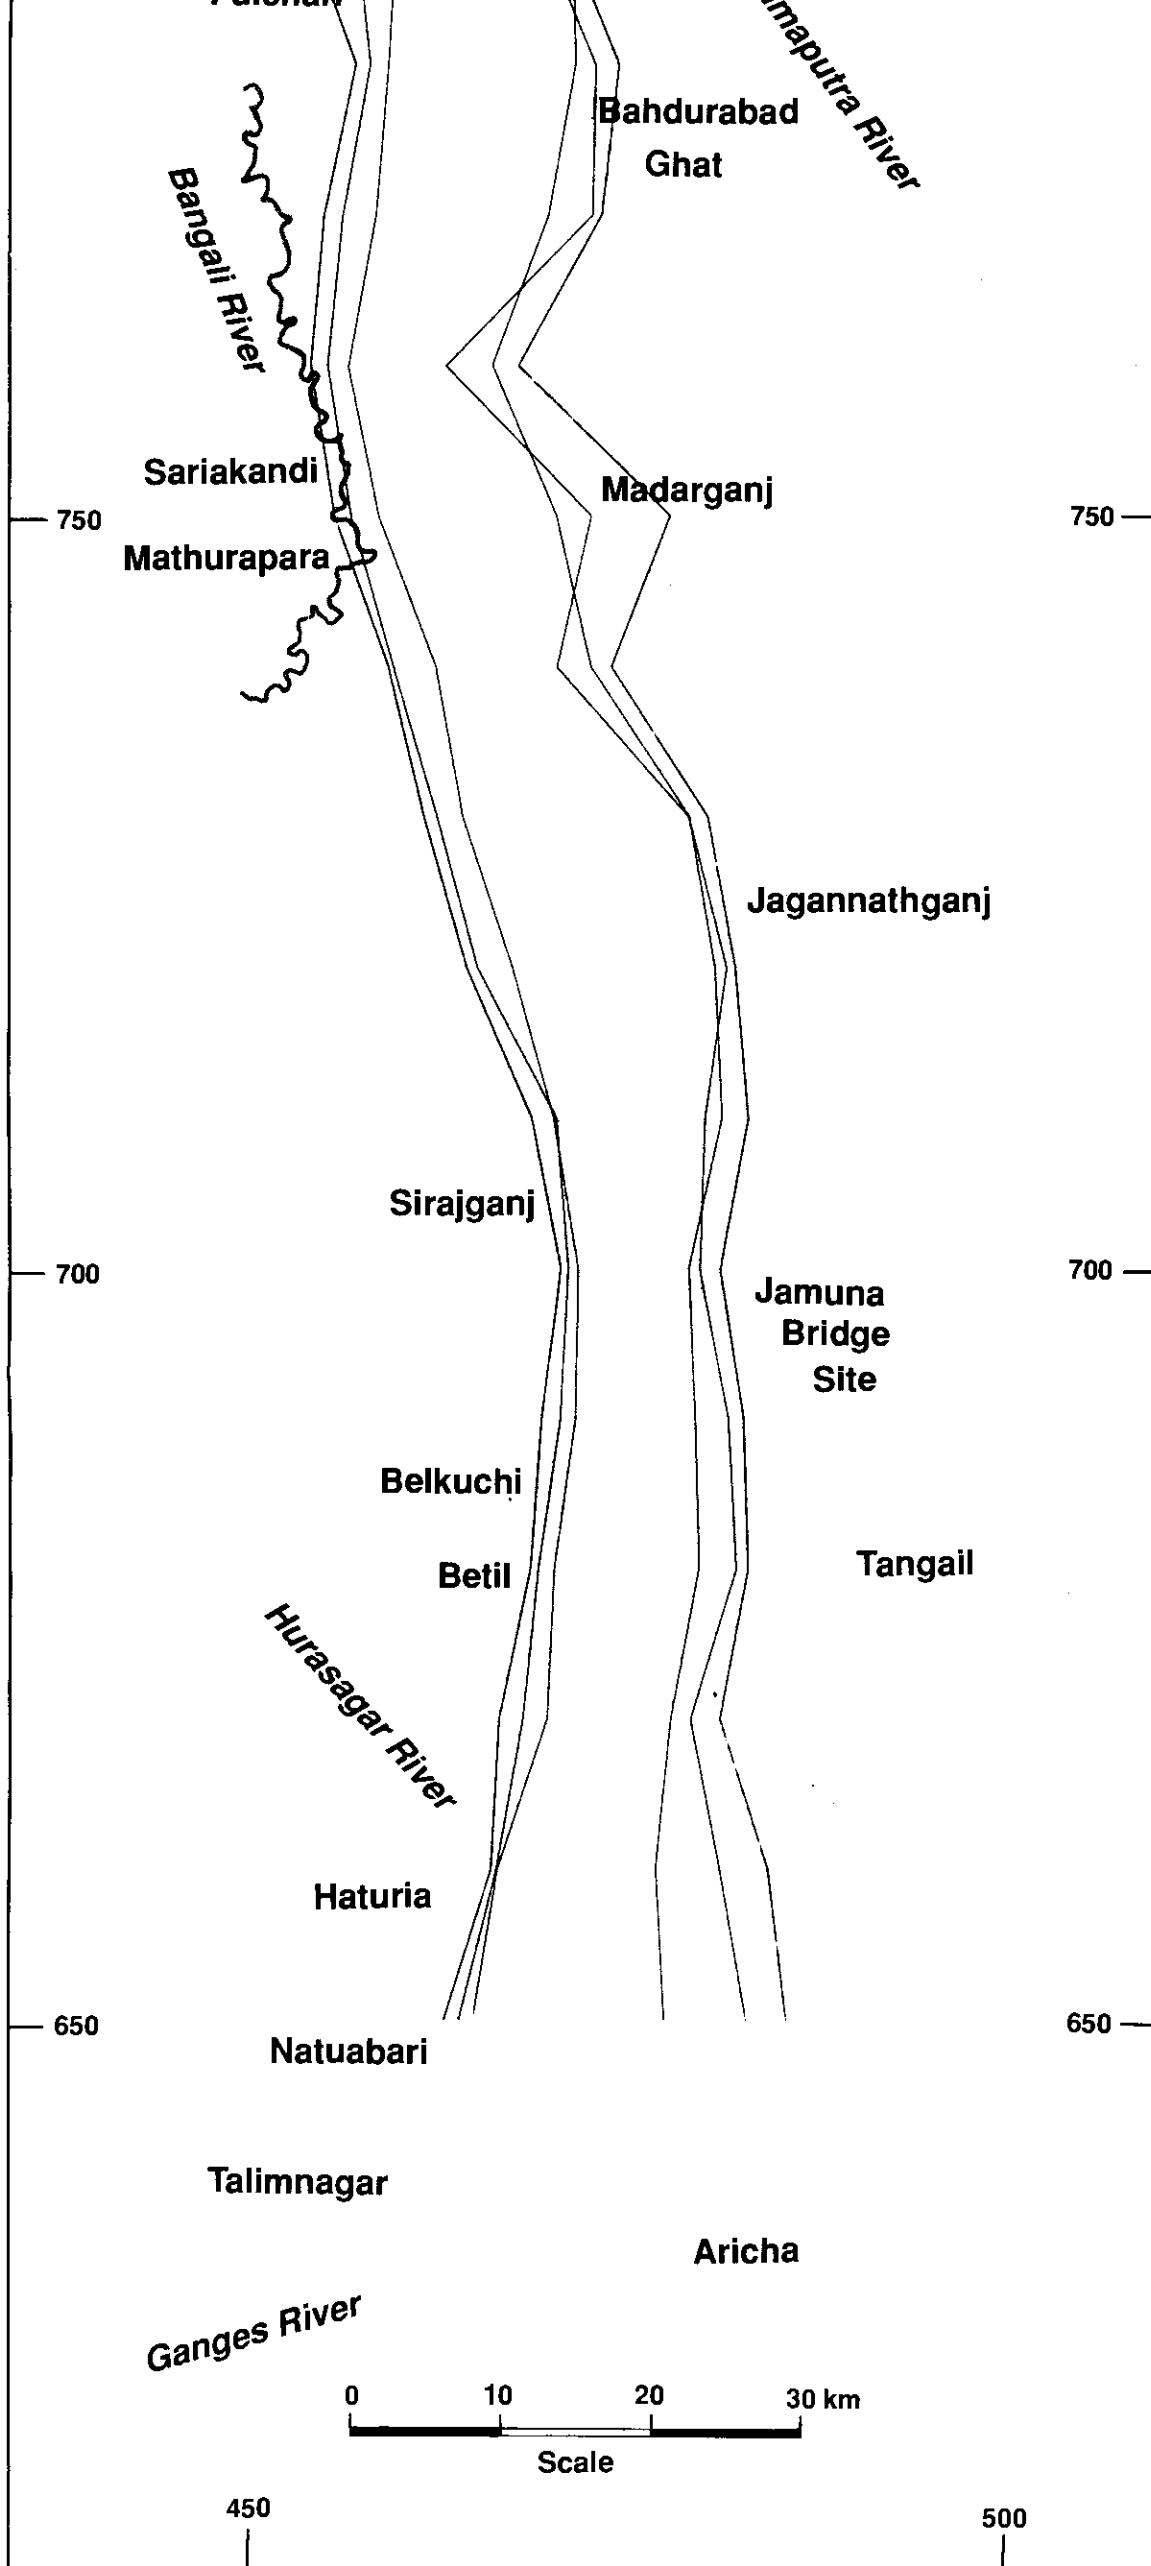 Bahdurabad
Ghat
Bangali River
Sariakandi
Madarganj
750
750
Mathurapara
Jagannathganj
Sirajganj
700
700
Jamuna
Bridge
Site
Belkuchi
Betil
Tangail
Hurasagar River
Haturia
650
650
Natuabari
Talimnagar
Aricha
Ganges River
0 10 20 30 km
Scale
450
500